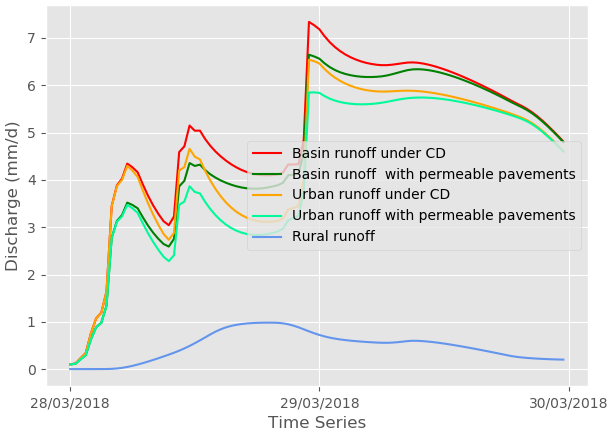 7
6
5
4
3
2
1
0
Discharge (mm/d)
Basin runoff under CD
Basin runoff  with permeable pavements
Urban runoff under CD
Urban runoff with permeable pavements
Rural runoff
28/03/2018 29/03/2018 30/03/2018
Time Series